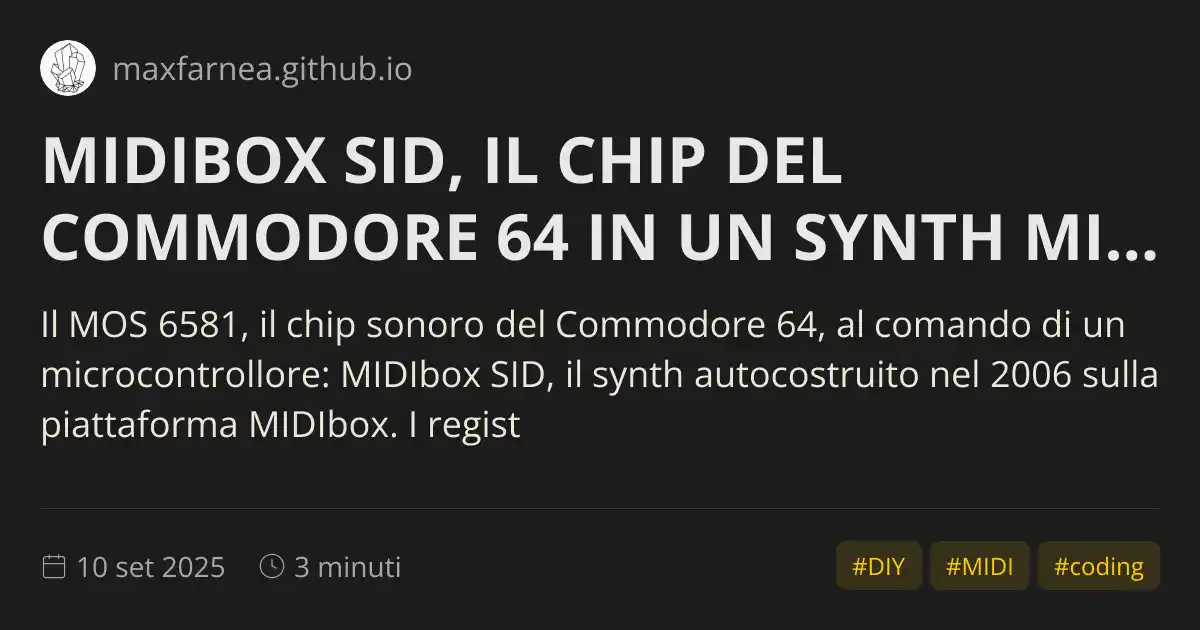 maxfarnea.github.io
MIDIBOX SID, IL CHIP DEL
COMMODORE 64 IN UN SYNTH MI...
Il MOS 6581, il chip sonoro del Commodore 64, al comando di un
microcontrollore: MIDIbox SID, il synth autocostruito nel 2006 sulla
piattaforma MIDIbox. I regist
10 set 2025 3 minuti #DIY #MIDI #coding